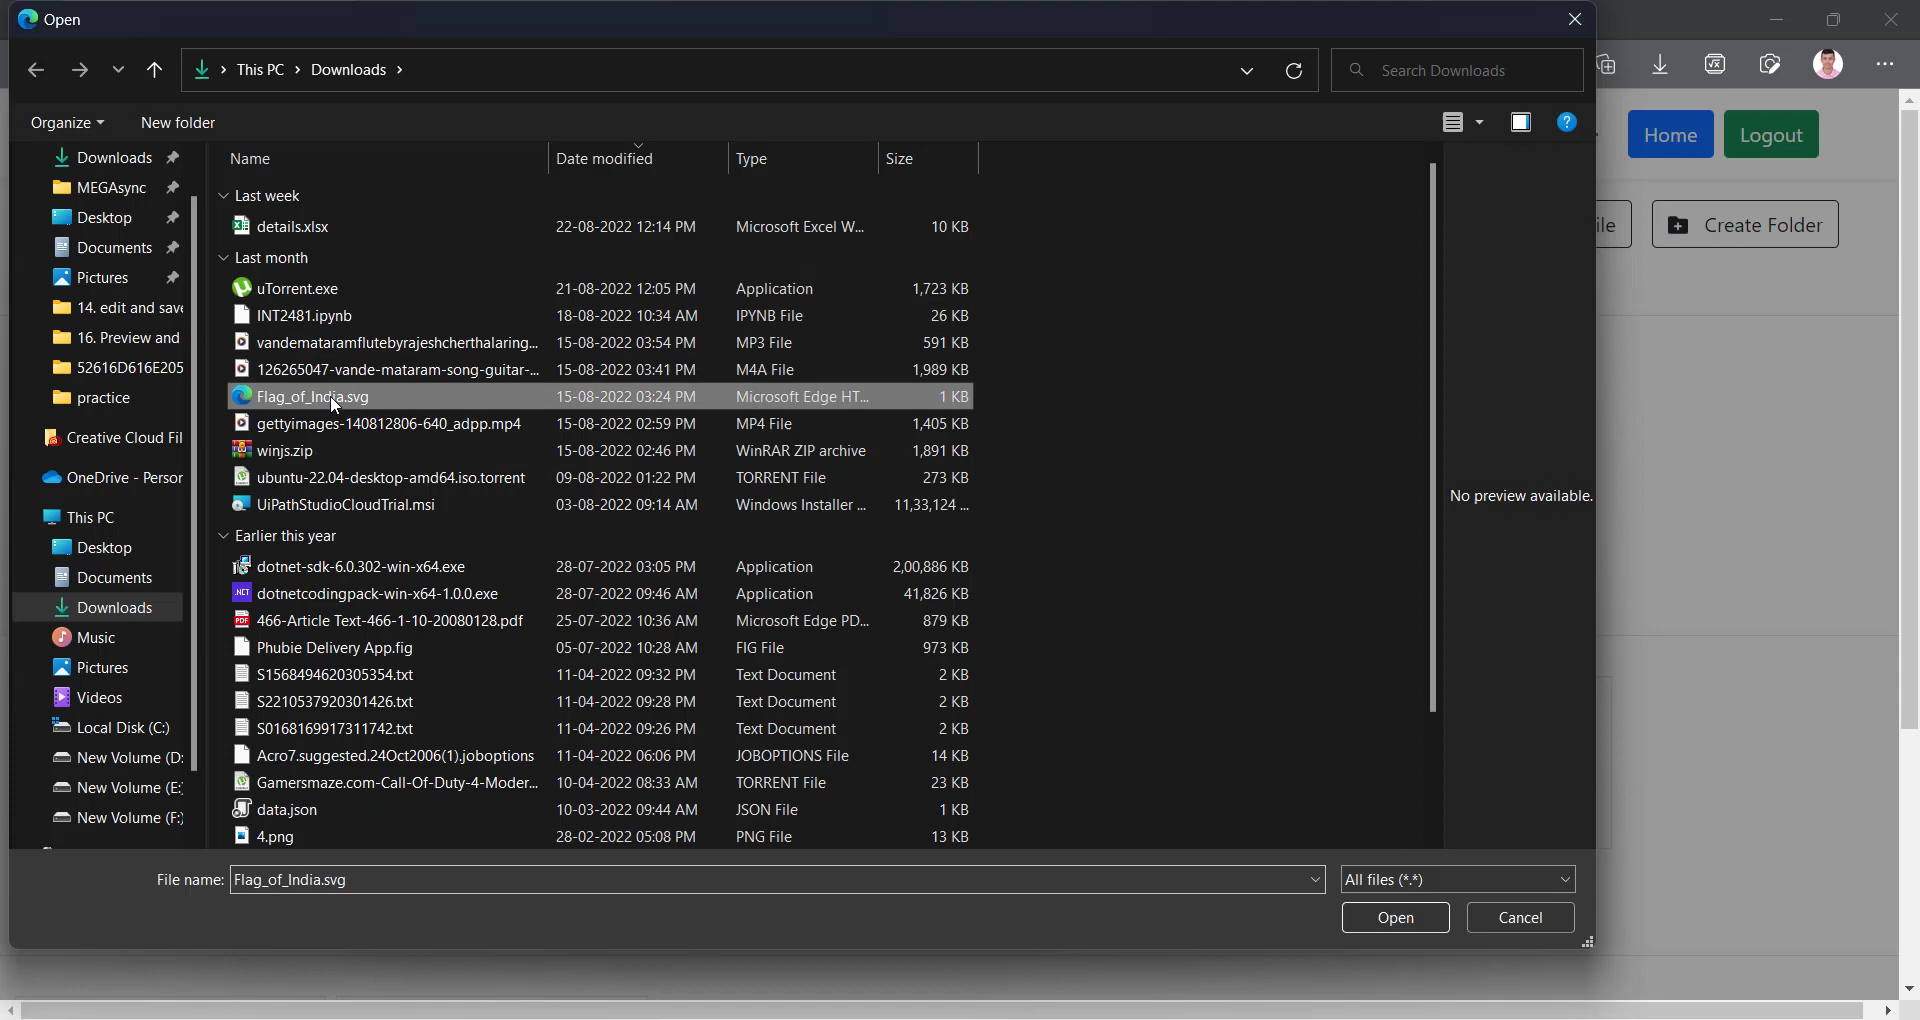 Open
This PC > Downloads >
Search Downloads
Organize
New folder
Home
Logout
ile
Create Folder
Downloads
MEGAsync
Desktop
Documents
Pictures
14. edit and save
16. Preview and
52616D616E205
practice
Creative Cloud Fil
OneDrive - Person
This PC
Desktop
Documents
Downloads
Music
Pictures
Videos
Local Disk (C:)
New Volume (D:
New Volume (E:
New Volume (F:)
Name Date modified Type Size
Last week
details.xlsx 22-08-2022 12:14 PM Microsoft Excel W... 10 KB
Last month
uTorrent.exe 21-08-2022 12:05 PM Application 1,723 KB
INT2481.ipynb 18-08-2022 10:34 AM IPYNB File 26 KB
vandemataramflutebyrajeshcherthalaring... 15-08-2022 03:54 PM MP3 File 591 KB
126265047-vande-mataram-song-guitar-... 15-08-2022 03:41 PM M4A File 1,989 KB
Flag_of_India.svg 15-08-2022 03:24 PM Microsoft Edge HT... 1 KB
gettyimages-140812806-640_adpp.mp4 15-08-2022 02:59 PM MP4 File 1,405 KB
winjs.zip 15-08-2022 02:46 PM WinRAR ZIP archive 1,891 KB
ubuntu-22.04-desktop-amd64.iso.torrent 09-08-2022 01:22 PM TORRENT File 273 KB
UiPathStudioCloudTrial.msi 03-08-2022 09:14 AM Windows Installer ... 11,33,124 ...
Earlier this year
dotnet-sdk-6.0.302-win-x64.exe 28-07-2022 03:05 PM Application 2,00,886 KB
dotnetcodingpack-win-x64-1.0.0.exe 28-07-2022 09:46 AM Application 41,826 KB
466-Article Text-466-1-10-20080128.pdf 25-07-2022 10:36 AM Microsoft Edge PD... 879 KB
Phubie Delivery App.fig 05-07-2022 10:28 AM FIG File 973 KB
S1568494620305354.txt 11-04-2022 09:32 PM Text Document 2 KB
S2210537920301426.txt 11-04-2022 09:28 PM Text Document 2 KB
S0168169917311742.txt 11-04-2022 09:26 PM Text Document 2 KB
Acro7.suggested.24Oct2006(1).joboptions 11-04-2022 06:06 PM JOBOPTIONS File 14 KB
Gamersmaze.com-Call-Of-Duty-4-Moder... 10-04-2022 08:33 AM TORRENT File 23 KB
data.json 10-03-2022 09:44 AM JSON File 1 KB
4.png 28-02-2022 05:08 PM PNG File 13 KB
No preview available.
File name: Flag_of_India.svg
All files (*.*)
Open
Cancel